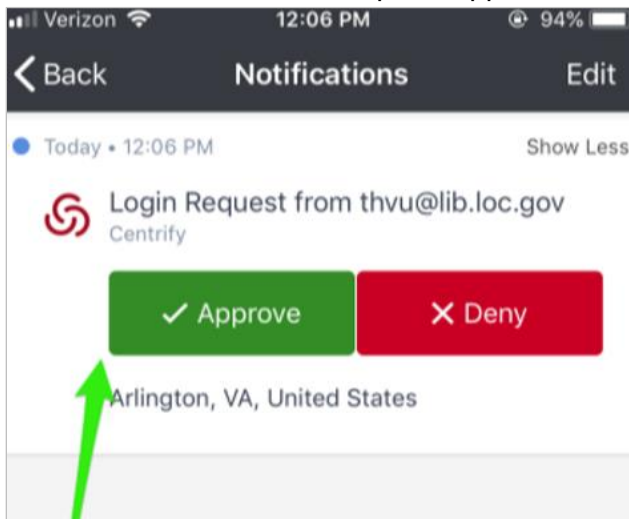 Verizon 12:06 PM 94%
Back Notifications Edit
Today • 12:06 PM Show Less
Login Request from thvu@lib.loc.gov
Centrify
Approve Deny
Arlington, VA, United States